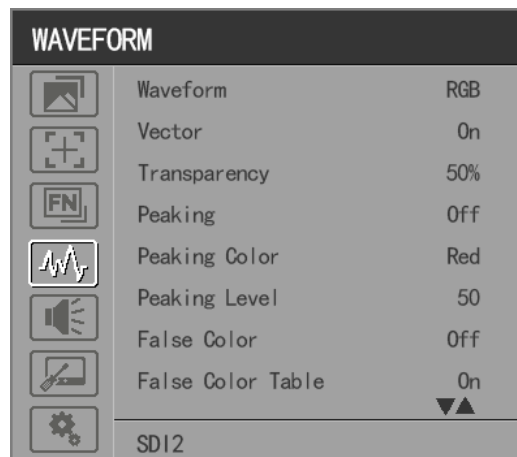 WAVEFORM
Waveform RGB
Vector On
Transparency 50%
FN
Peaking Off
Peaking Color Red
Peaking Level 50
False Color Off
False Color Table On
SDI2